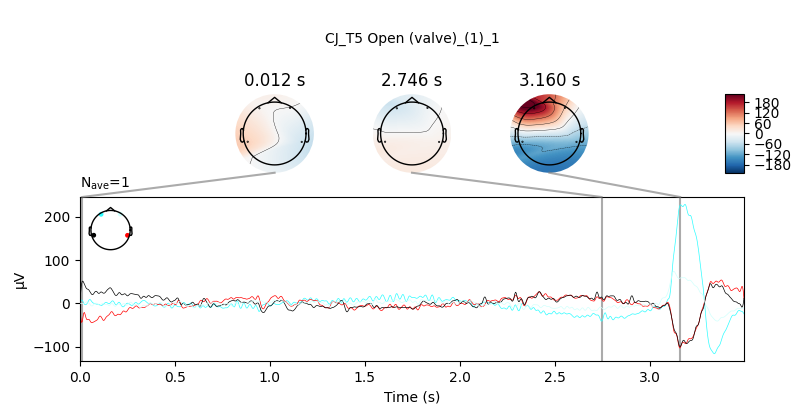 CJ_T5 Open (valve)_(1)_1
0.012 s 2.746 s 3.160 s
180
120
60
0
−60
−120
−180
Nave=1
200
100
0
−100
µV
0.0 0.5 1.0 1.5 2.0 2.5 3.0
Time (s)